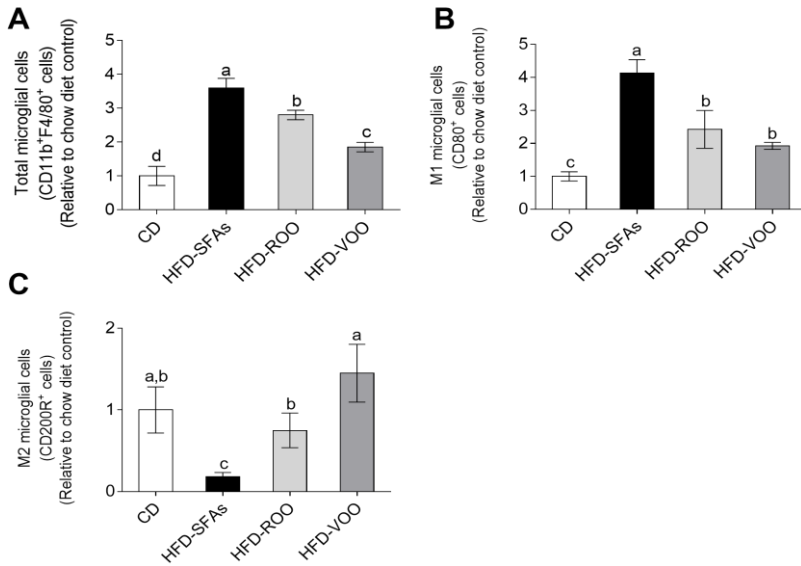 A
Total microglial cells
(CD11b⁺F4/80⁺ cells)
(Relative to chow diet control)
5
4
3
2
1
0
d
a
b
c
CD
HFD-SFAs
HFD-ROO
HFD-VOO
B
M1 microglial cells
(CD80⁺ cells)
(Relative to chow diet control)
5
4
3
2
1
0
c
a
b
b
CD
HFD-SFAs
HFD-ROO
HFD-VOO
C
M2 microglial cells
(CD200R⁺ cells)
(Relative to chow diet control)
2
1
0
a,b
c
b
a
CD
HFD-SFAs
HFD-ROO
HFD-VOO